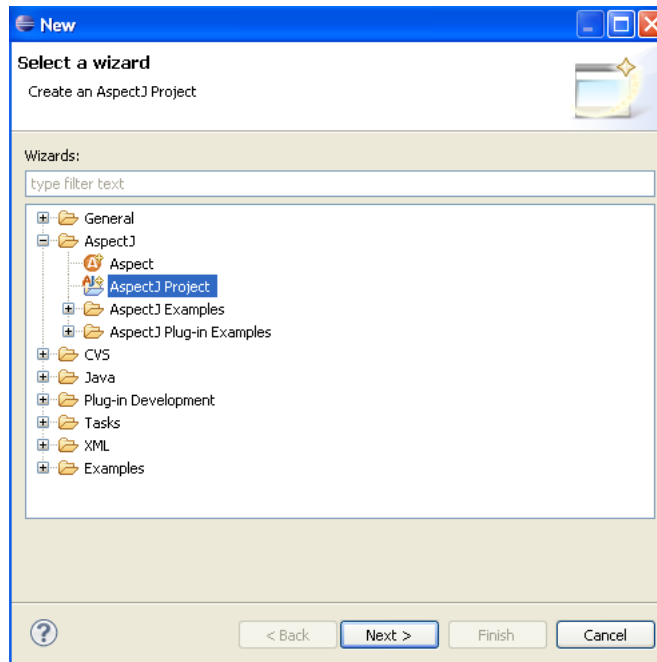 New
Select a wizard
Create an AspectJ Project
Wizards:
type filter text
General
AspectJ
Aspect
AspectJ Project
AspectJ Examples
AspectJ Plug-in Examples
CVS
Java
Plug-in Development
Tasks
XML
Examples
< Back Next > Finish Cancel